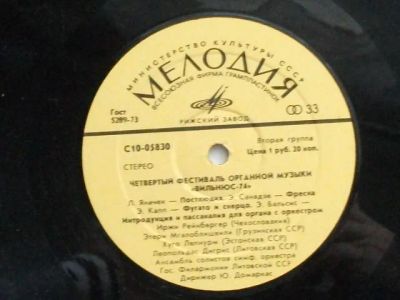 МИНИСТЕРСТВО КУЛЬТУРЫ СССР
МЕЛОДИЯ
ВСЕСОЮЗНАЯ ФИРМА ГРАМПЛАСТИНОК
Гост
5289-73
33
РИЖСКИЙ ЗАВОД
С10-05830
Вторая группа
СТЕРЕО
Цена 1 руб. 20 коп.
ЧЕТВЕРТЫЙ ФЕСТИВАЛЬ ОРГАННОЙ МУЗЫКИ
«ВИЛЬНЮС-74»
Л. Яначек — Постлюдия. Э. Санадзе — Фреска
Э. Капп — Фугато и скерцо. Э. Бальсис —
Интродукция и пассакалия для органа с оркестром
Иржи Рейнбергер (Чехословакия)
Этери Мгалоблишвили (Грузинская ССР)
Хуго Лепнурм (Эстонская ССР)
Леопольдас Дигрис (Литовская ССР)
Ансамбль солистов симф. оркестра
Гос. Филармонии Литовской ССР
Дирижер Ю. Домаркас